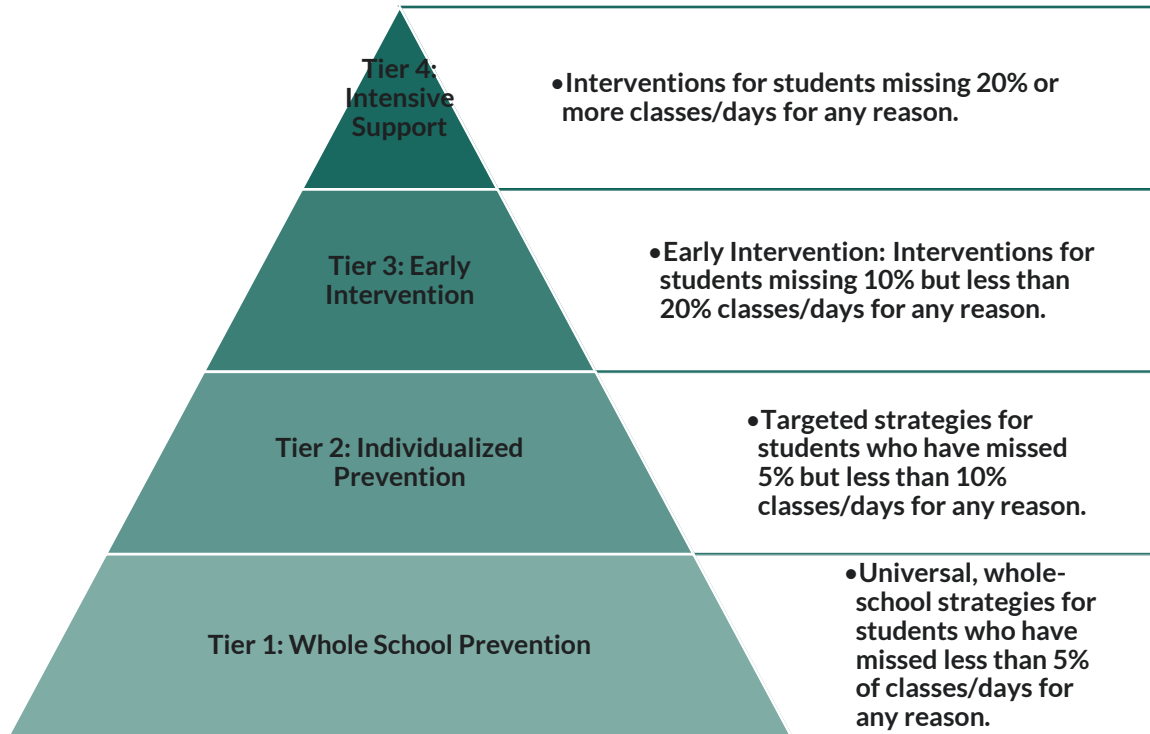 Tier 4:
Intensive
Support
•Interventions for students missing 20% or
more classes/days for any reason.
Tier 3: Early
Intervention
•Early Intervention: Interventions for
students missing 10% but less than
20% classes/days for any reason.
Tier 2: Individualized
Prevention
•Targeted strategies for
students who have missed
5% but less than 10%
classes/days for any reason.
Tier 1: Whole School Prevention
•Universal, whole-
school strategies for
students who have
missed less than 5%
of classes/days for
any reason.